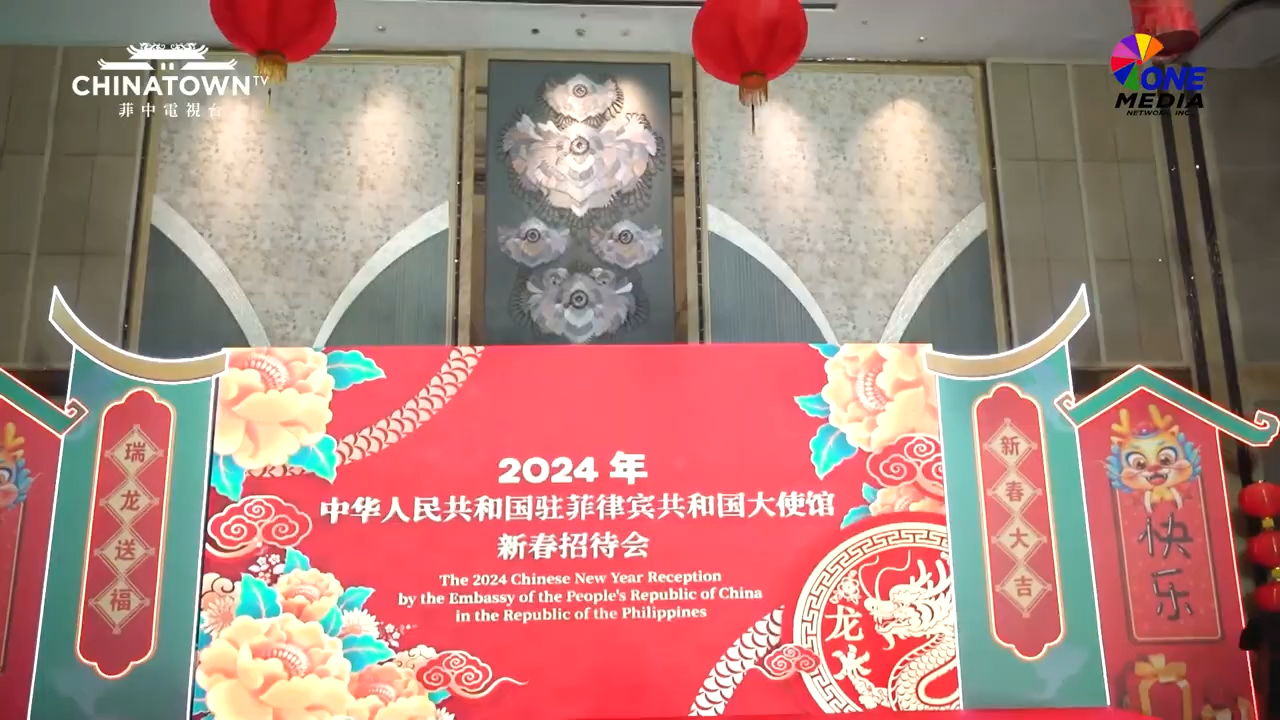 CHINATOWN TV
菲中電視台
ONE
MEDIA
NETWORK, INC.
2024 年
中华人民共和国驻菲律宾共和国大使馆
新春招待会
The 2024 Chinese New Year Reception
by the Embassy of the People's Republic of China
in the Republic of the Philippines
瑞龙送福
新春大吉
快乐
龙